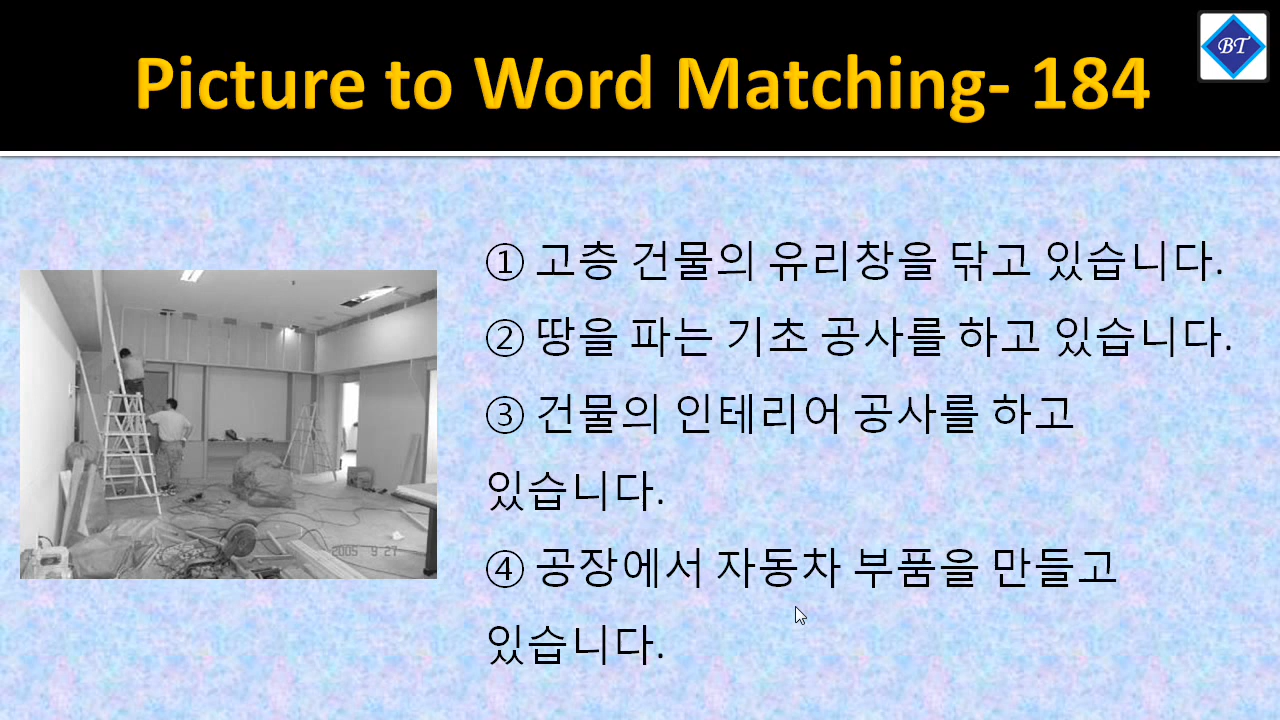 Picture to Word Matching- 184
BT
① 고층 건물의 유리창을 닦고 있습니다.
② 땅을 파는 기초 공사를 하고 있습니다.
③ 건물의 인테리어 공사를 하고
있습니다.
④ 공장에서 자동차 부품을 만들고
있습니다.
2005 9 27